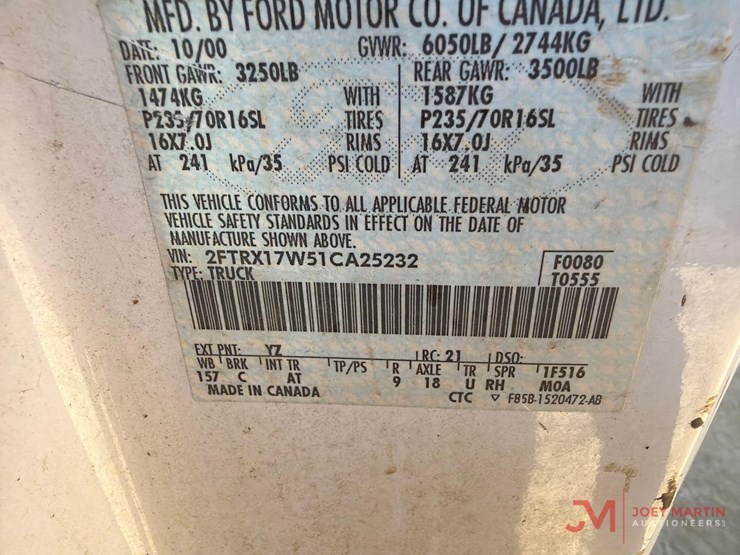 MFD. BY FORD MOTOR CO. OF CANADA, LTD.
DATE: 10/00 GVWR: 6050LB/ 2744KG
FRONT GAWR: 3250LB REAR GAWR: 3500LB
1474KG WITH 1587KG WITH
P235/70R16SL TIRES P235/70R16SL TIRES
16X7.0J RIMS 16X7.0J RIMS
AT 241 kPa/35 PSI COLD AT 241 kPa/35 PSI COLD
THIS VEHICLE CONFORMS TO ALL APPLICABLE FEDERAL MOTOR
VEHICLE SAFETY STANDARDS IN EFFECT ON THE DATE OF
MANUFACTURE SHOWN ABOVE.
VIN: 2FTRX17W51CA25232 F0080
TYPE: TRUCK T0555
EXT PNT: YZ RC: 21 DSO:
WB BRK INT TR TP/PS R AXLE TR SPR 1F516
157 C AT 9 18 U RH MOA
MADE IN CANADA CTC ▽ F85B-1520472-AB
JM JOEY MARTIN
AUCTIONEERS LLC